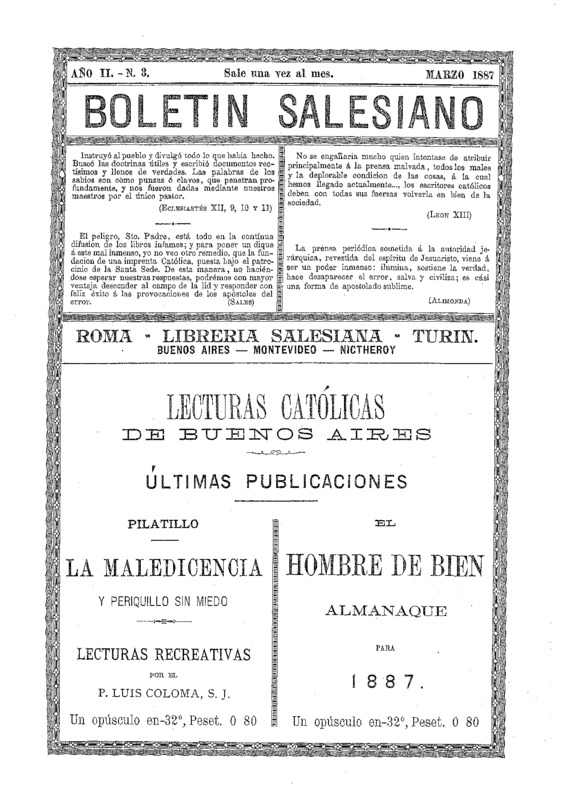 AÑO II. - N. 3. Sale una vez al mes. MARZO 1887
BOLETIN SALESIANO
Instruyó al pueblo y divulgó todo lo que había hecho.
Buscó las doctrinas útiles y escribió documentos rec-
tísimos y llenos de verdades. Las palabras de los
sabios son como punzas ó clavos, que penetran pro-
fundamente, y nos fueron dadas mediante nuestros
maestros por el único pastor.
(ECLESIASTÉS XII, 9, 10 Y 11)
El peligro, Sto. Padre, está todo en la contínua
difusion de los libros infames; y para poner un dique
á este mal inmenso, yo no veo otro remedio, que la fun-
dacion de una imprenta Católica, puesta bajo el patro-
cinio de la Santa Sede. De esta manera, no hacién-
dose esperar nuestras respuestas, podrémos con mayor
ventaja descender al campo de la lid y responder con
feliz éxito á las provocaciones de los apóstoles del
error. (SALES)
No se engañaria mucho quien intentase de atribuir
principalmente á la prensa malvada, todos los males
y la deplorable condicion de las cosas, á la cual
hemos llegado actualmente..., los escritores católicos
deben con todas sus fuerzas volverla en bien de la
sociedad.
(LEON XIII)
La prensa periódica sometida á la autoridad je-
rárquica, revestida del espíritu de Jesucristo, viene á
ser un poder inmenso: ilumina, sostiene la verdad,
hace desaparecer el error, salva y civiliza; es cási
una forma de apostolado sublime.
(ALIMONDA)
ROMA - LIBRERIA SALESIANA - TURIN.
BUENOS AIRES — MONTEVIDEO — NICTHEROY
LECTURAS CATÓLICAS
DE BUENOS AIRES
ÚLTIMAS PUBLICACIONES
PILATILLO
LA MALEDICENCIA
Y PERIQUILLO SIN MIEDO
LECTURAS RECREATIVAS
POR EL
P. LUIS COLOMA, S. J.
Un opúsculo en-32º, Peset. 0 80
EL
HOMBRE DE BIEN
ALMANAQUE
PARA
1887.
Un opúsculo en-32º, Peset. 0 80